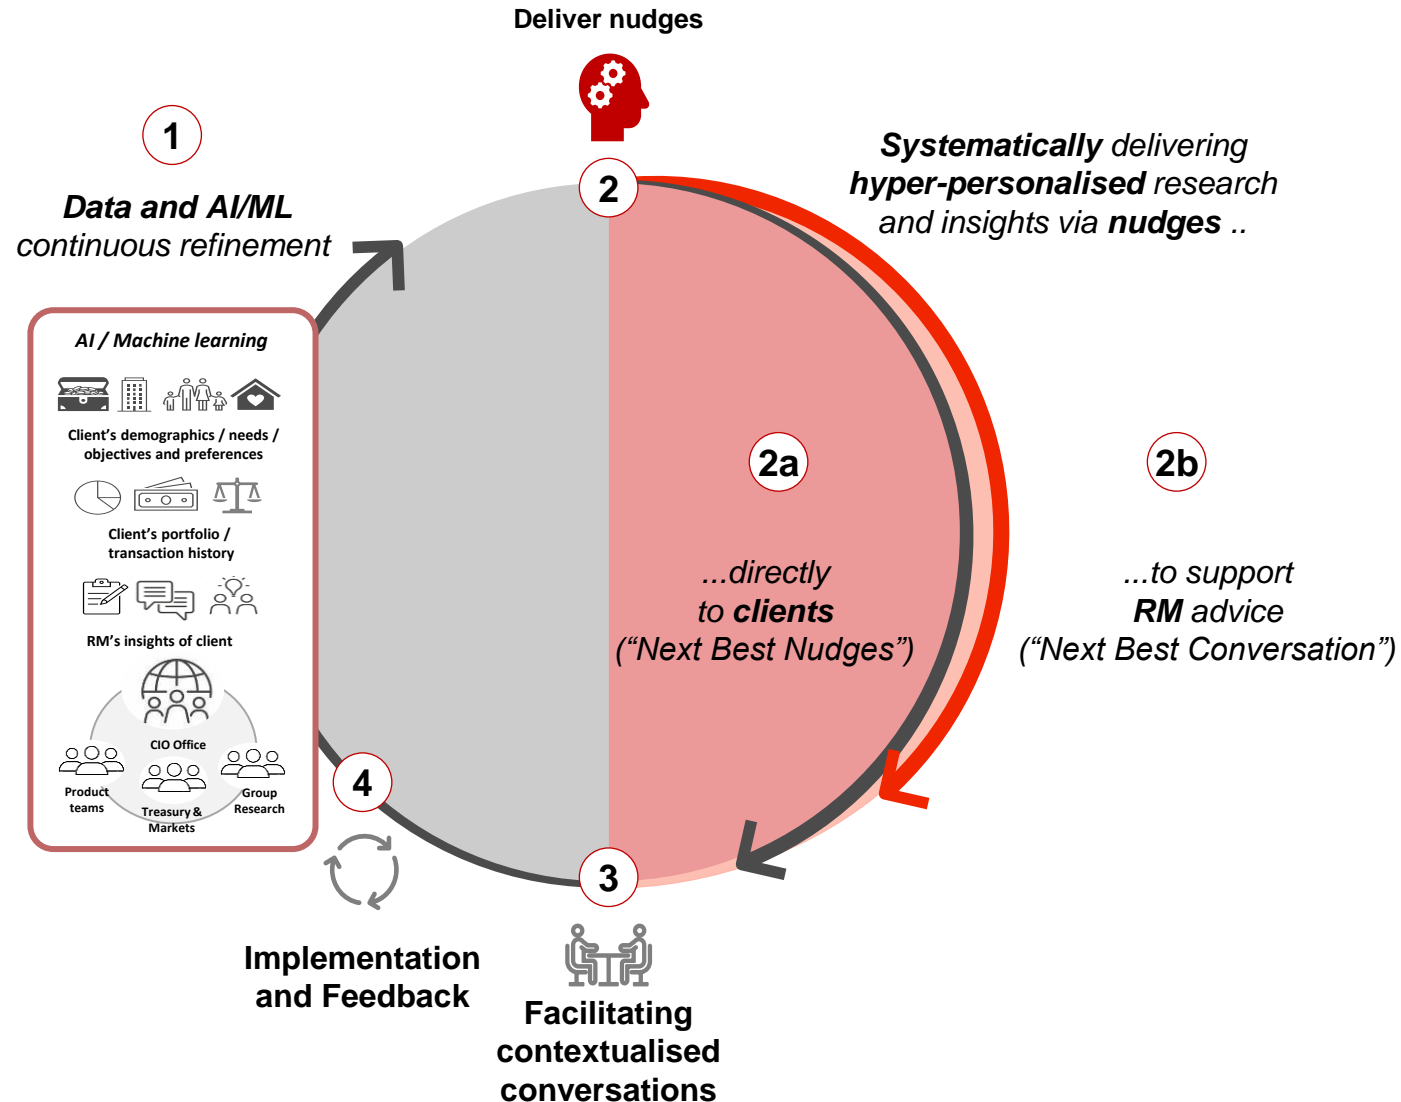 Deliver nudges
1
Data and AI/ML
continuous refinement
2
Systematically delivering
hyper-personalised research
and insights via nudges ..
AI / Machine learning
Client's demographics / needs /
objectives and preferences
Client's portfolio /
transaction history
RM's insights of client
CIO Office
Product
teams
Treasury &
Markets
Group
Research
2a
...directly
to clients
(“Next Best Nudges”)
2b
...to support
RM advice
(“Next Best Conversation”)
4
Implementation
and Feedback
3
Facilitating
contextualised
conversations